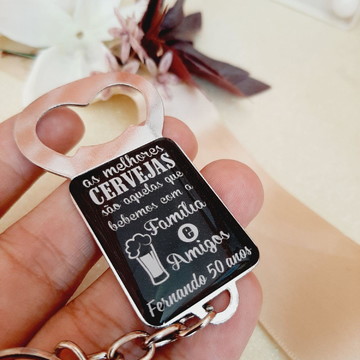 as melhores
CERVEJAS
são aquelas que
bebemos com a
Família
e
Amigos
Fernando 50 anos